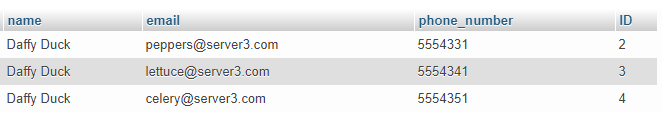 name email phone_number ID
Daffy Duck peppers@server3.com 5554331 2
Daffy Duck lettuce@server3.com 5554341 3
Daffy Duck celery@server3.com 5554351 4